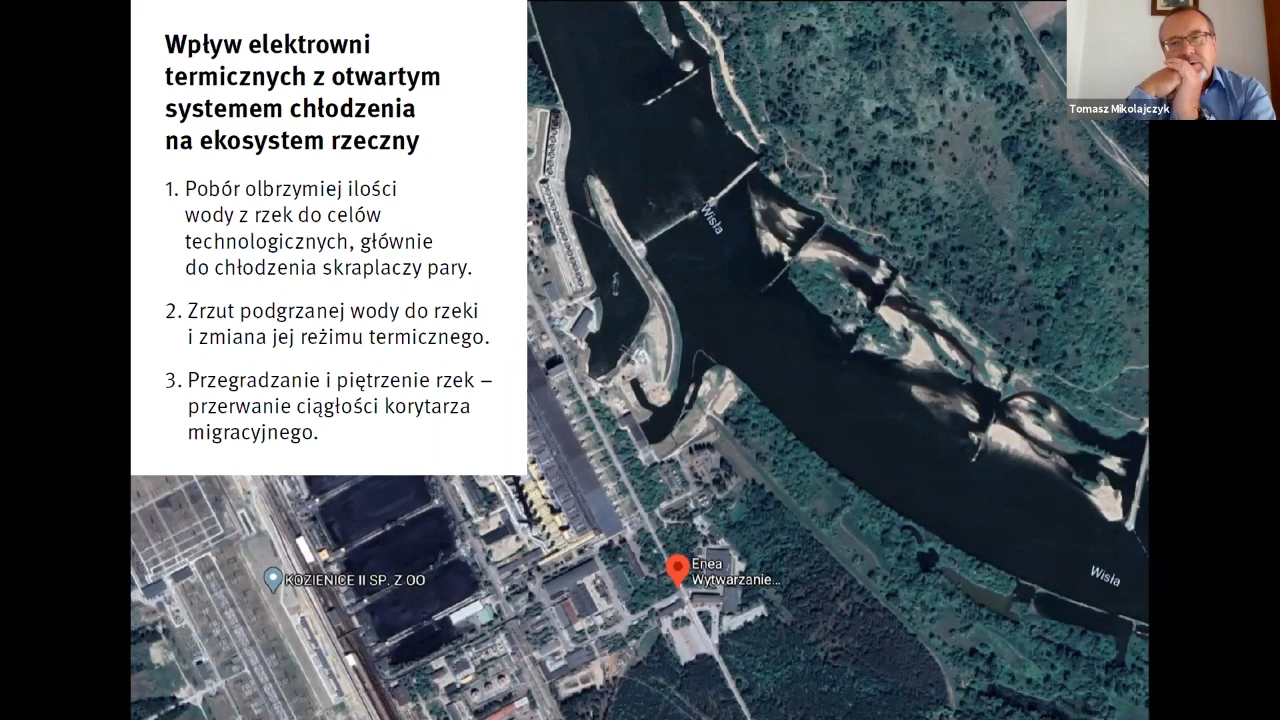 Wpływ elektrowni
termicznych z otwartym
systemem chłodzenia
na ekosystem rzeczny
1. Pobór olbrzymiej ilości
wody z rzek do celów
technologicznych, głównie
do chłodzenia skraplaczy pary.
2. Zrzut podgrzanej wody do rzeki
i zmiana jej reżimu termicznego.
3. Przegradzanie i piętrzenie rzek –
przerwanie ciągłości korytarza
migracyjnego.
Tomasz Mikolajczyk
Wisła
KOZIENICE II SP. Z OO
Enea
Wytwarzanie...
Wisła